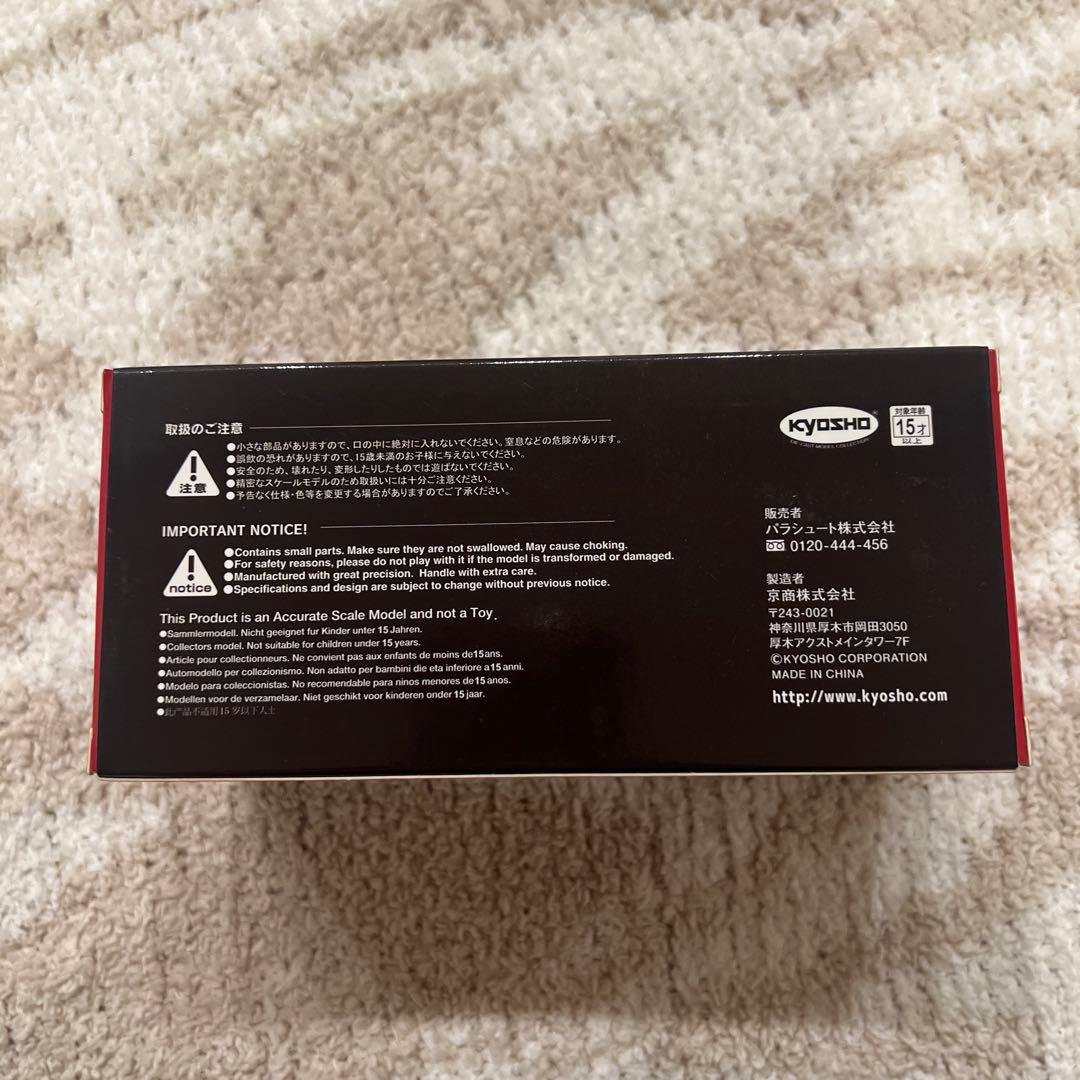 取扱のご注意
注意
●小さな部品がありますので、口の中に絶対に入れないでください。窒息などの危険があります。
●誤飲の恐れがありますので、15歳未満のお子様に与えないでください。
●安全のため、壊れたり、変形したりしたものでは遊ばないでください。
●精密なスケールモデルのため取扱いには十分ご注意ください。
●予告なく仕様・色等を変更する場合がありますのでご了承ください。
IMPORTANT NOTICE!
notice
●Contains small parts. Make sure they are not swallowed. May cause choking.
●For safety reasons, please do not play with it if the model is transformed or damaged.
●Manufactured with great precision. Handle with extra care.
●Specifications and design are subject to change without previous notice.
This Product is an Accurate Scale Model and not a Toy.
●Sammlermodell. Nicht geeignet fur Kinder unter 15 Jahren.
●Collectors model. Not suitable for children under 15 years.
●Article pour collectionneurs. Ne convient pas aux enfants de moins de15ans.
●Automodello per collezionismo. Non adatto per bambini die eta inferiore a15 anni.
●Modelo para coleccionistas. No recomendable para ninos menores de15 anos.
●Modellen voor de verzamelaar. Niet geschikt voor kinderen onder 15 jaar.
●此产品不适用15岁以下人士
KYOSHO®
DIE-CAST MODEL COLLECTION
対象年齢
15才
以上
販売者
パラシュート株式会社
0120-444-456
製造者
京商株式会社
〒243-0021
神奈川県厚木市岡田3050
厚木アクストメインタワー7F
©KYOSHO CORPORATION
MADE IN CHINA
http://www.kyosho.com